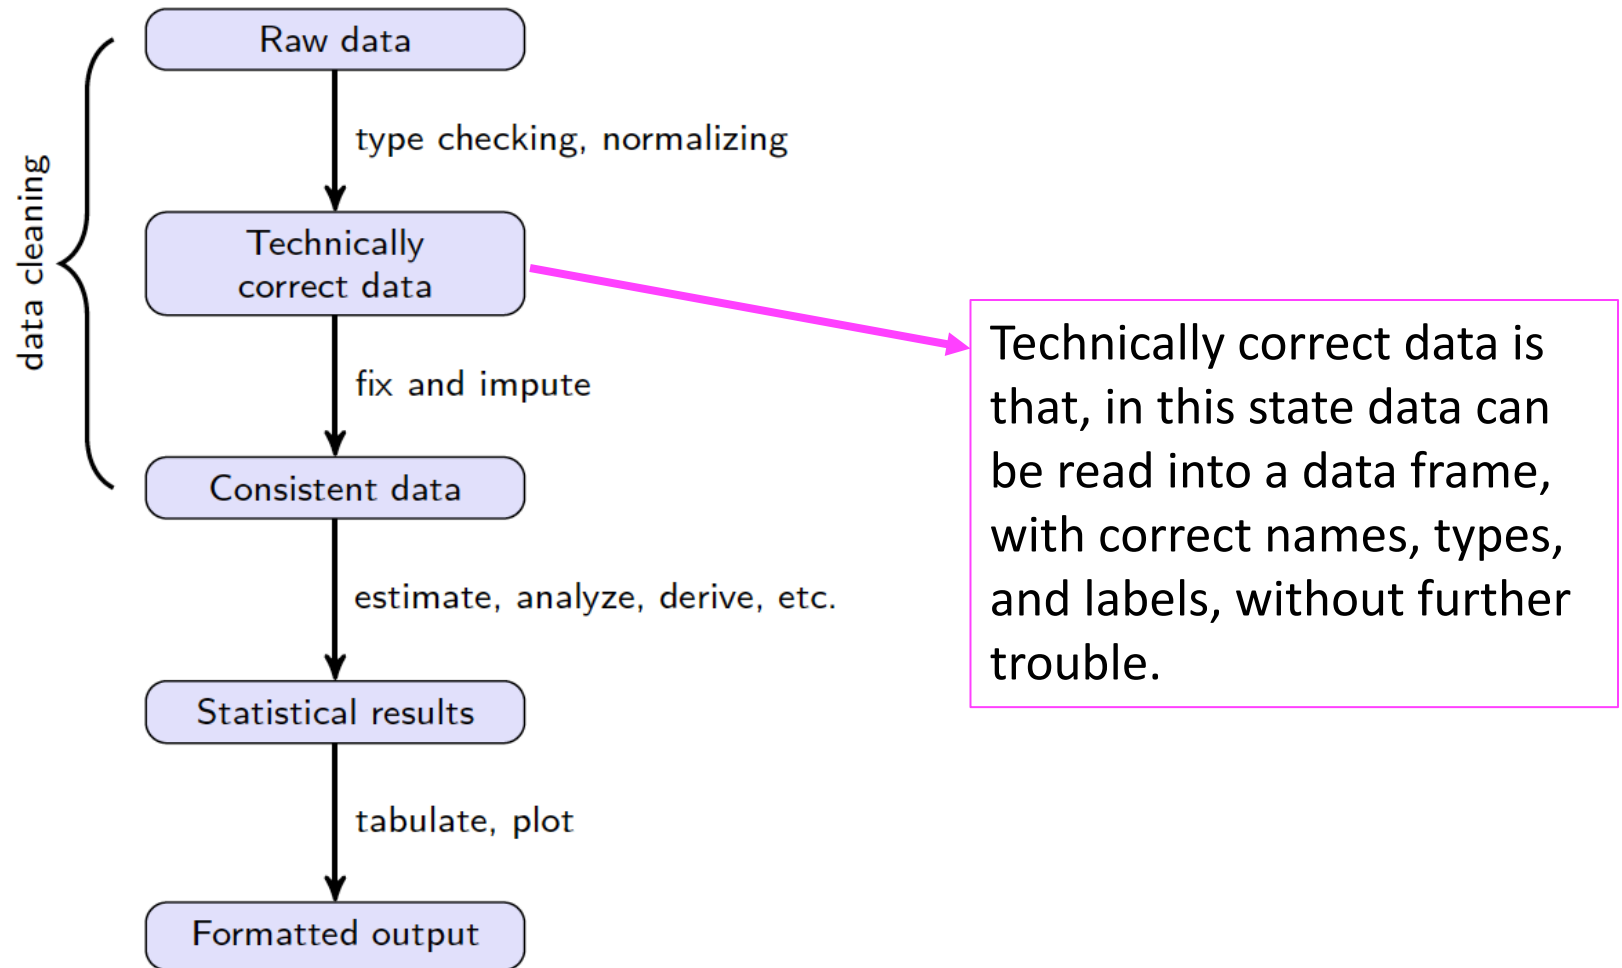 Raw data
type checking, normalizing
data cleaning
Technically
correct data
fix and impute
Consistent data
estimate, analyze, derive, etc.
Statistical results
tabulate, plot
Formatted output
Technically correct data is
that, in this state data can
be read into a data frame,
with correct names, types,
and labels, without further
trouble.